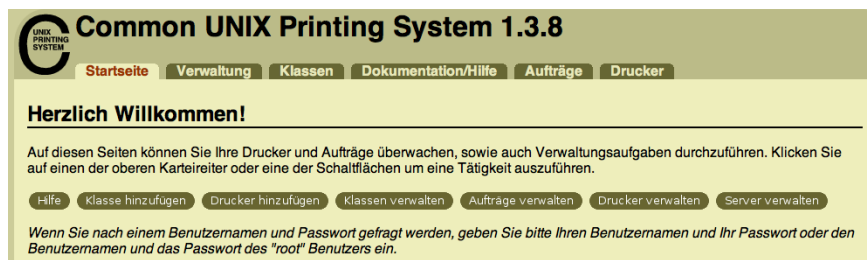 UNIX
PRINTING
SYSTEM
Common UNIX Printing System 1.3.8
Startseite Verwaltung Klassen Dokumentation/Hilfe Aufträge Drucker
Herzlich Willkommen!
Auf diesen Seiten können Sie Ihre Drucker und Aufträge überwachen, sowie auch Verwaltungsaufgaben durchzuführen. Klicken Sie
auf einen der oberen Karteireiter oder eine der Schaltflächen um eine Tätigkeit auszuführen.
Hilfe Klasse hinzufügen Drucker hinzufügen Klassen verwalten Aufträge verwalten Drucker verwalten Server verwalten
Wenn Sie nach einem Benutzernamen und Passwort gefragt werden, geben Sie bitte Ihren Benutzernamen und Ihr Passwort oder den
Benutzernamen und das Passwort des "root" Benutzers ein.